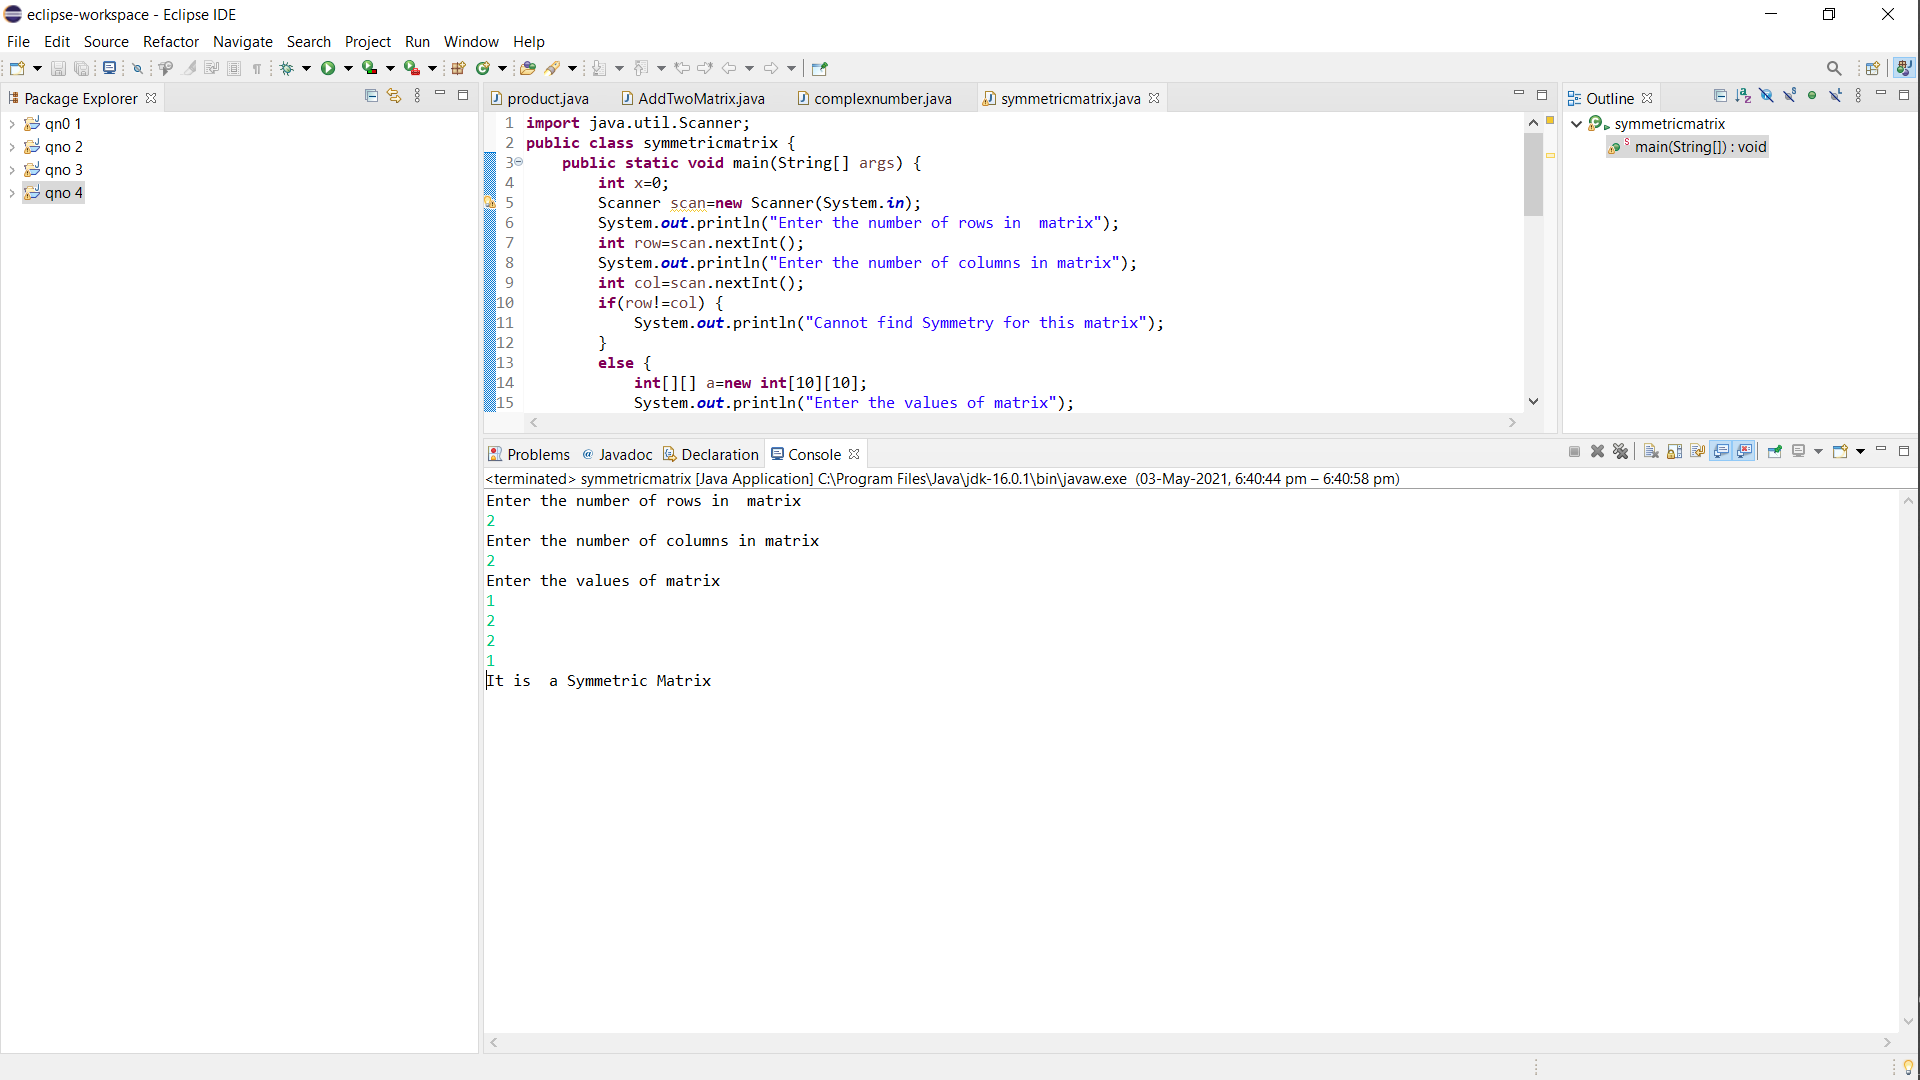 eclipse-workspace - Eclipse IDE
File Edit Source Refactor Navigate Search Project Run Window Help
Package Explorer
qn0 1
qno 2
qno 3
qno 4
product.java AddTwoMatrix.java complexnumber.java symmetricmatrix.java
1 import java.util.Scanner;
2 public class symmetricmatrix {
3 public static void main(String[] args) {
4 int x=0;
5 Scanner scan=new Scanner(System.in);
6 System.out.println("Enter the number of rows in  matrix");
7 int row=scan.nextInt();
8 System.out.println("Enter the number of columns in matrix");
9 int col=scan.nextInt();
10 if(row!=col) {
11 System.out.println("Cannot find Symmetry for this matrix");
12 }
13 else {
14 int[][] a=new int[10][10];
15 System.out.println("Enter the values of matrix");
Outline
symmetricmatrix
main(String[]) : void
Problems @ Javadoc Declaration Console
<terminated> symmetricmatrix [Java Application] C:\Program Files\Java\jdk-16.0.1\bin\javaw.exe (03-May-2021, 6:40:44 pm – 6:40:58 pm)
Enter the number of rows in  matrix
2
Enter the number of columns in matrix
2
Enter the values of matrix
1
2
2
1
It is  a Symmetric Matrix